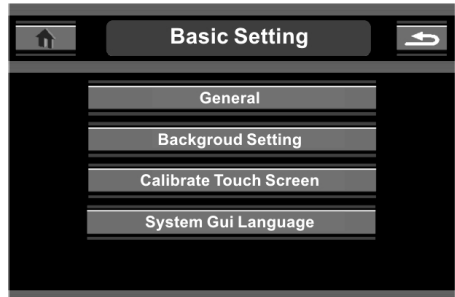 Basic Setting
General
Backgroud Setting
Calibrate Touch Screen
System Gui Language